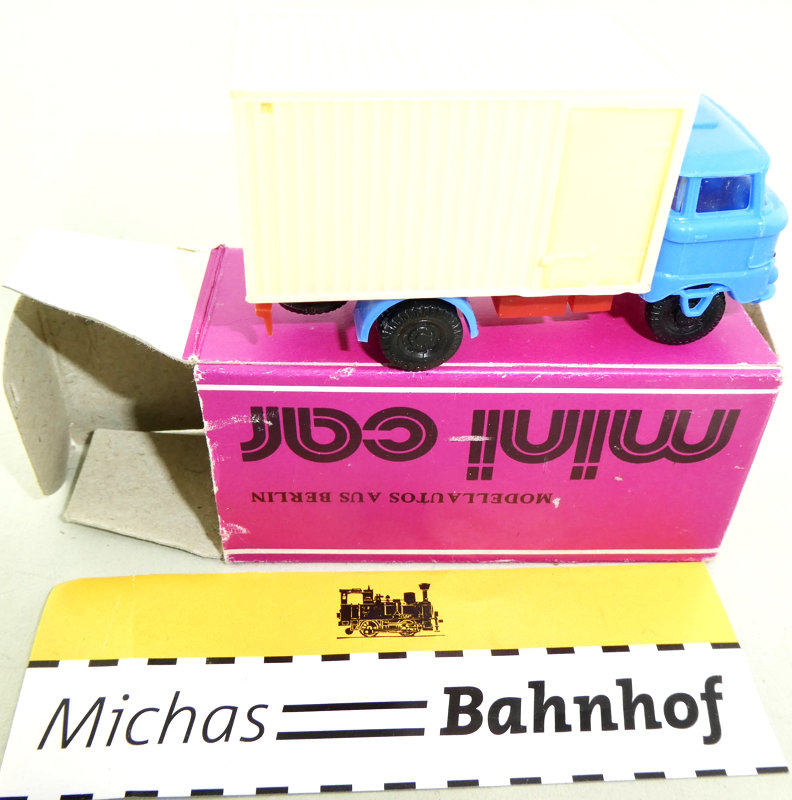 mini car
MODELLAUTOS AUS BERLIN
Michas Bahnhof